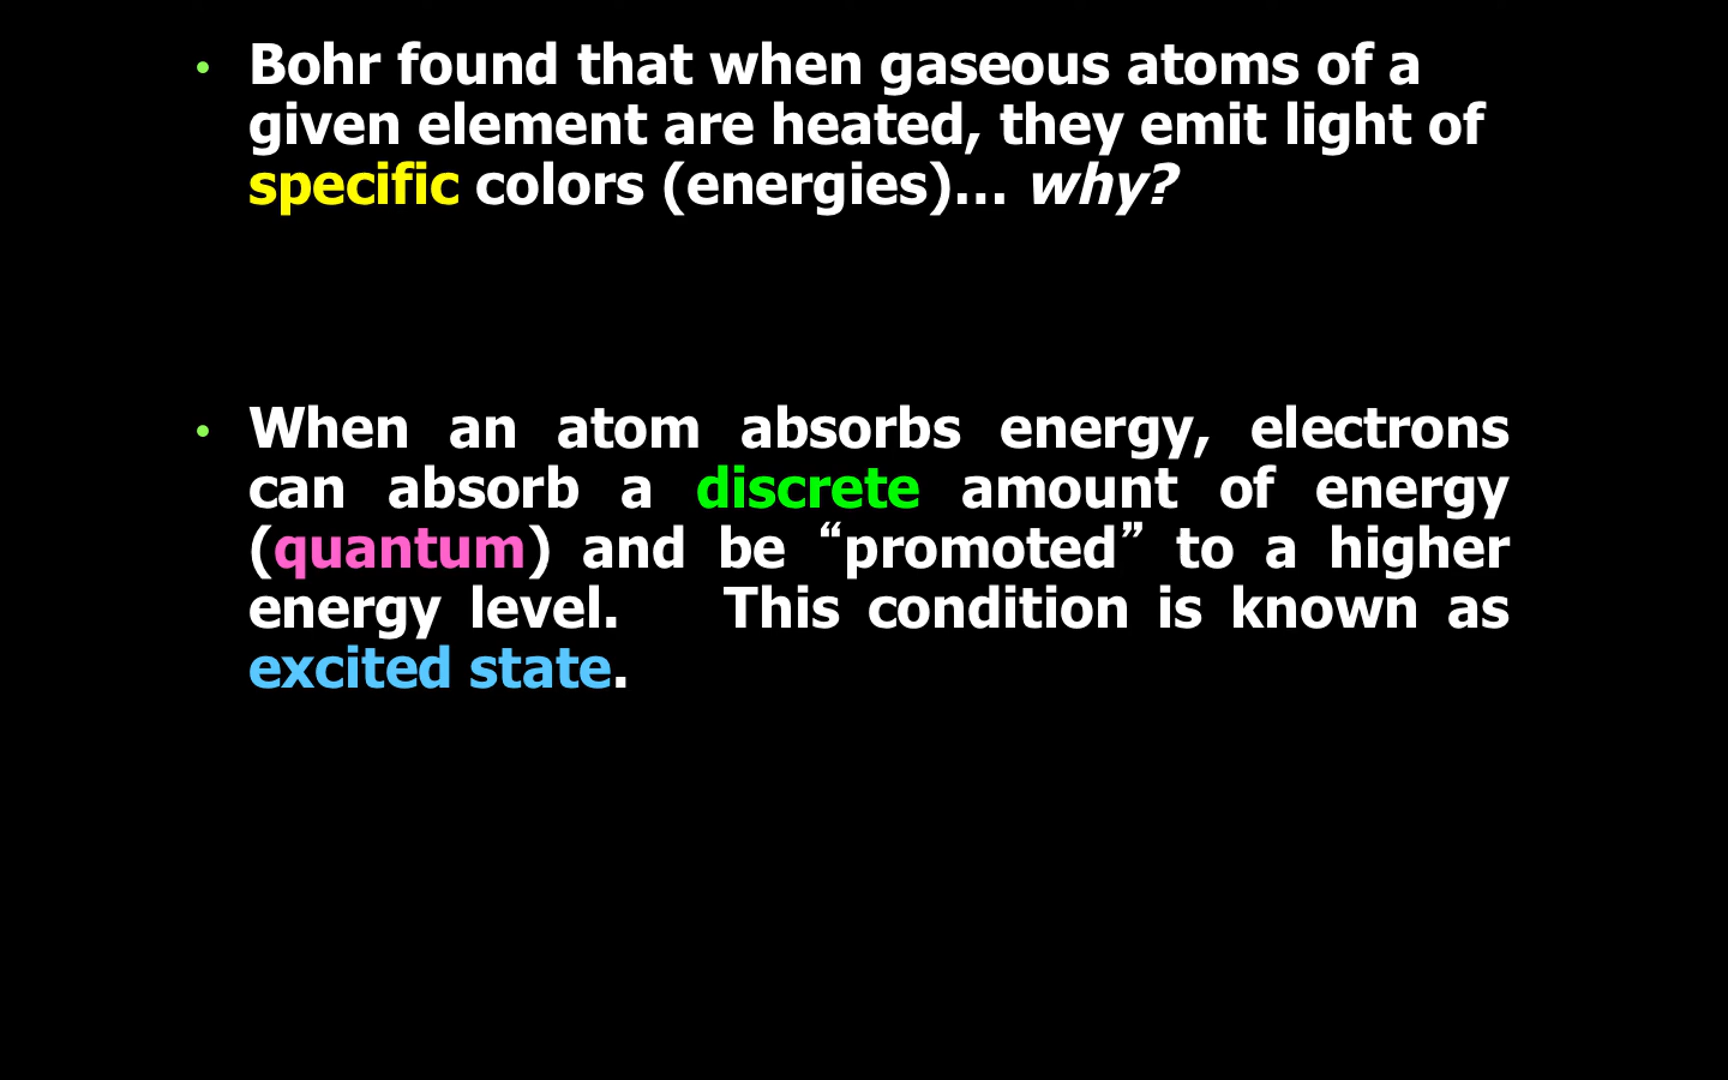 • Bohr found that when gaseous atoms of a
given element are heated, they emit light of
specific colors (energies)... why?
• When an atom absorbs energy, electrons
can absorb a discrete amount of energy
(quantum) and be “promoted” to a higher
energy level. This condition is known as
excited state.